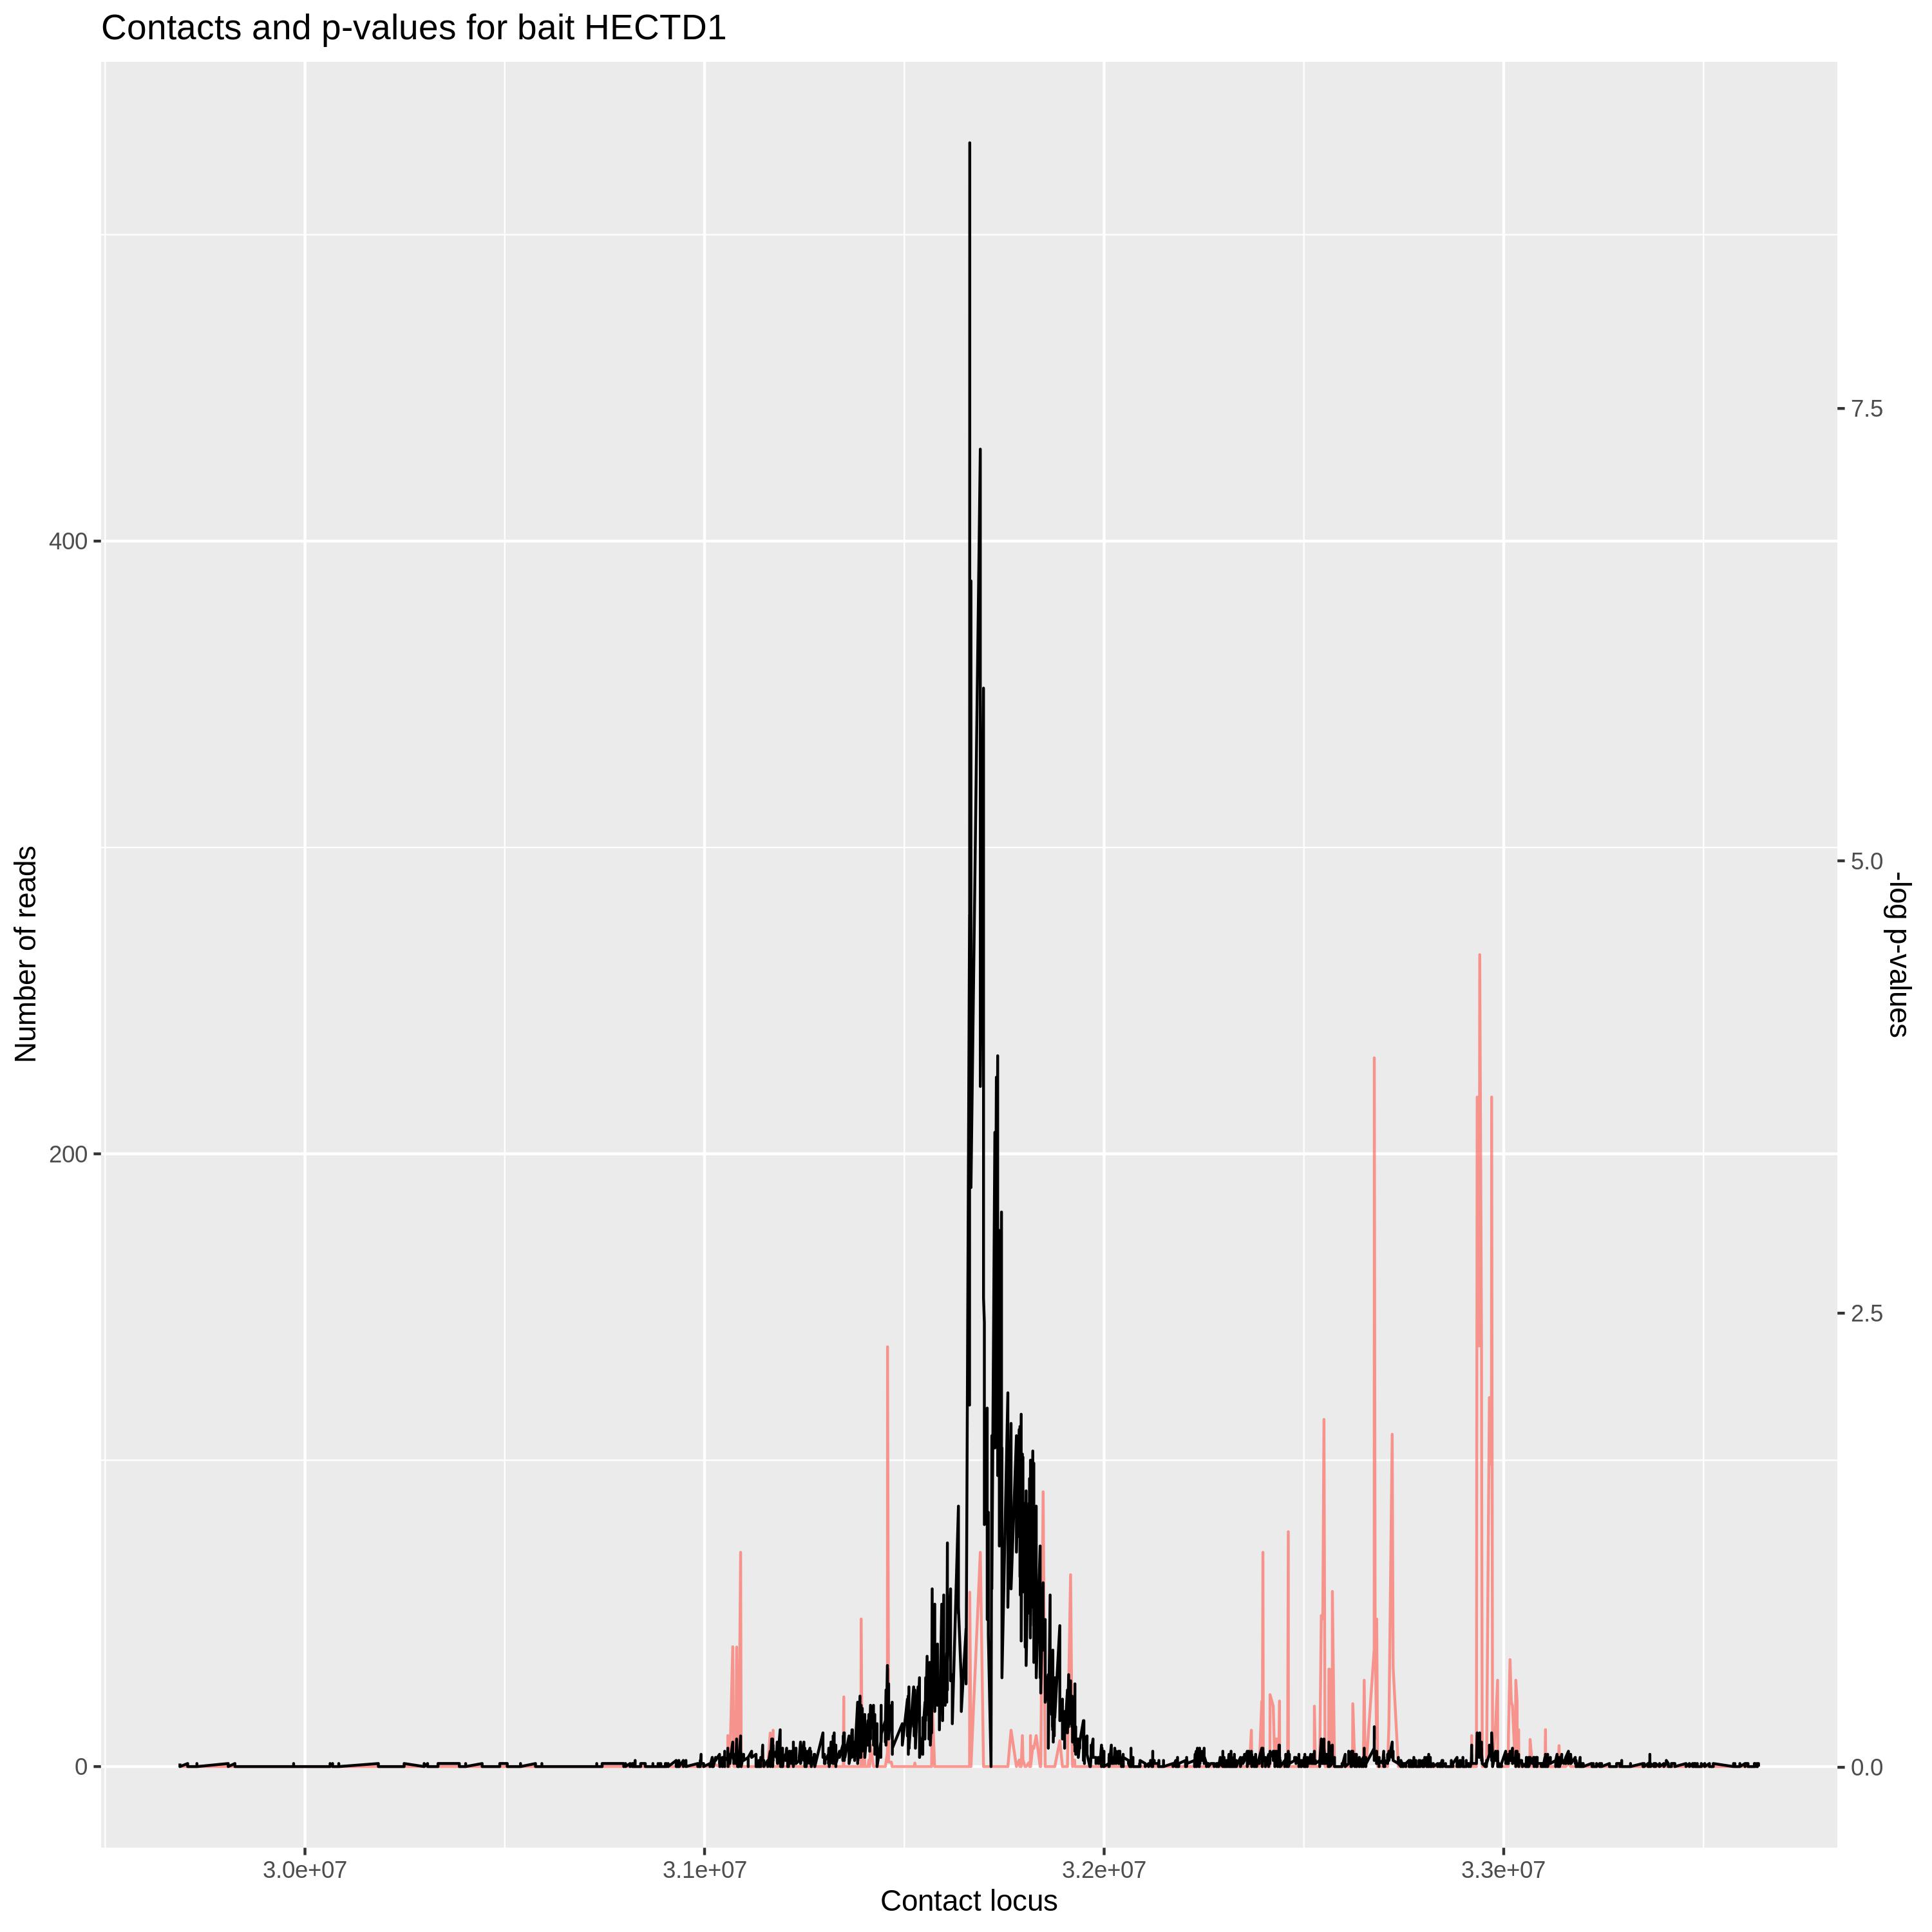 Contacts and p-values for bait HECTD1
400
200
0
Number of reads
7.5
5.0
2.5
0.0
-log p-values
3.0e+07
3.1e+07
3.2e+07
3.3e+07
Contact locus